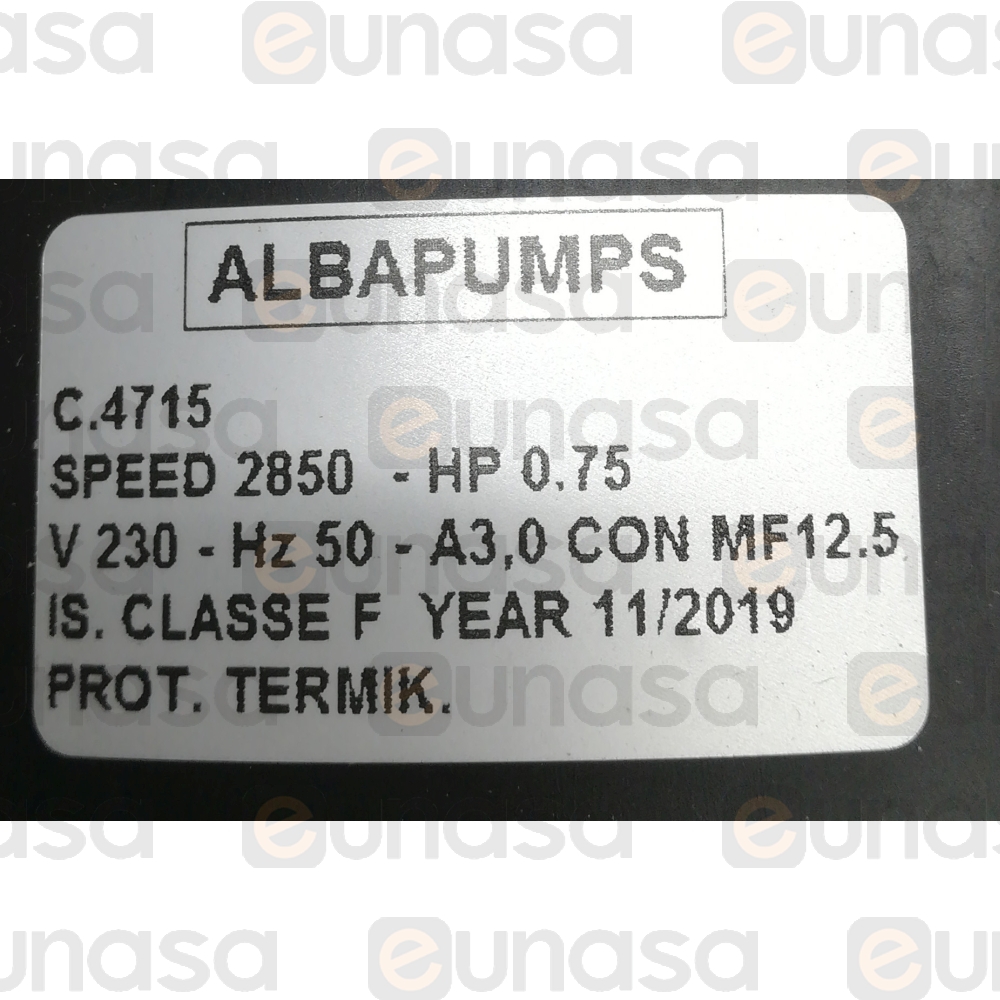 ALBAPUMPS
C.4715
SPEED 2850 - HP 0.75
V 230 - Hz 50 - A3,0 CON MF12.5
IS. CLASSE F YEAR 11/2019
PROT. TERMIK.
eunasa